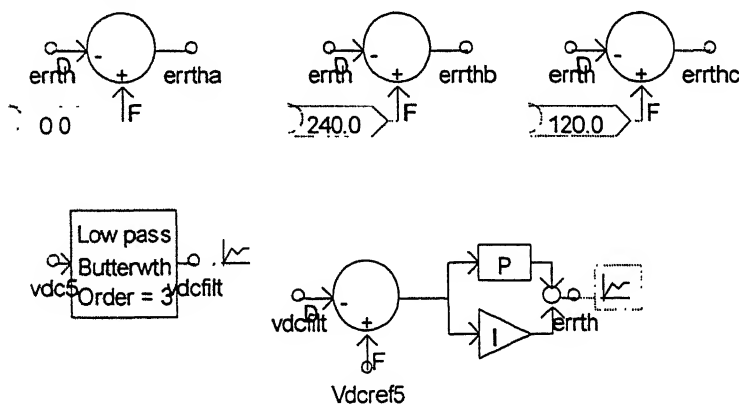 D
-
errth
+
errtha
F
0 0
D
-
errth
+
errthb
F
240.0
D
-
errth
+
errthc
F
120.0
Low pass
Butterwth
Order = 3
vdc5
vdcfilt
D
-
vdcfilt
+
F
Vdcref5
P
I
errth